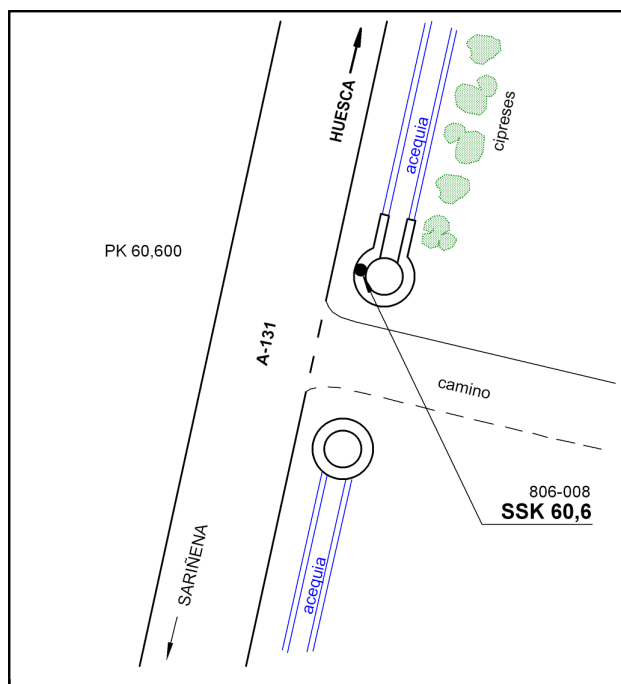 HUESCA
acequia
cipreses
PK 60,600
A-131
camino
806-008
SSK 60,6
SARIÑENA
acequia